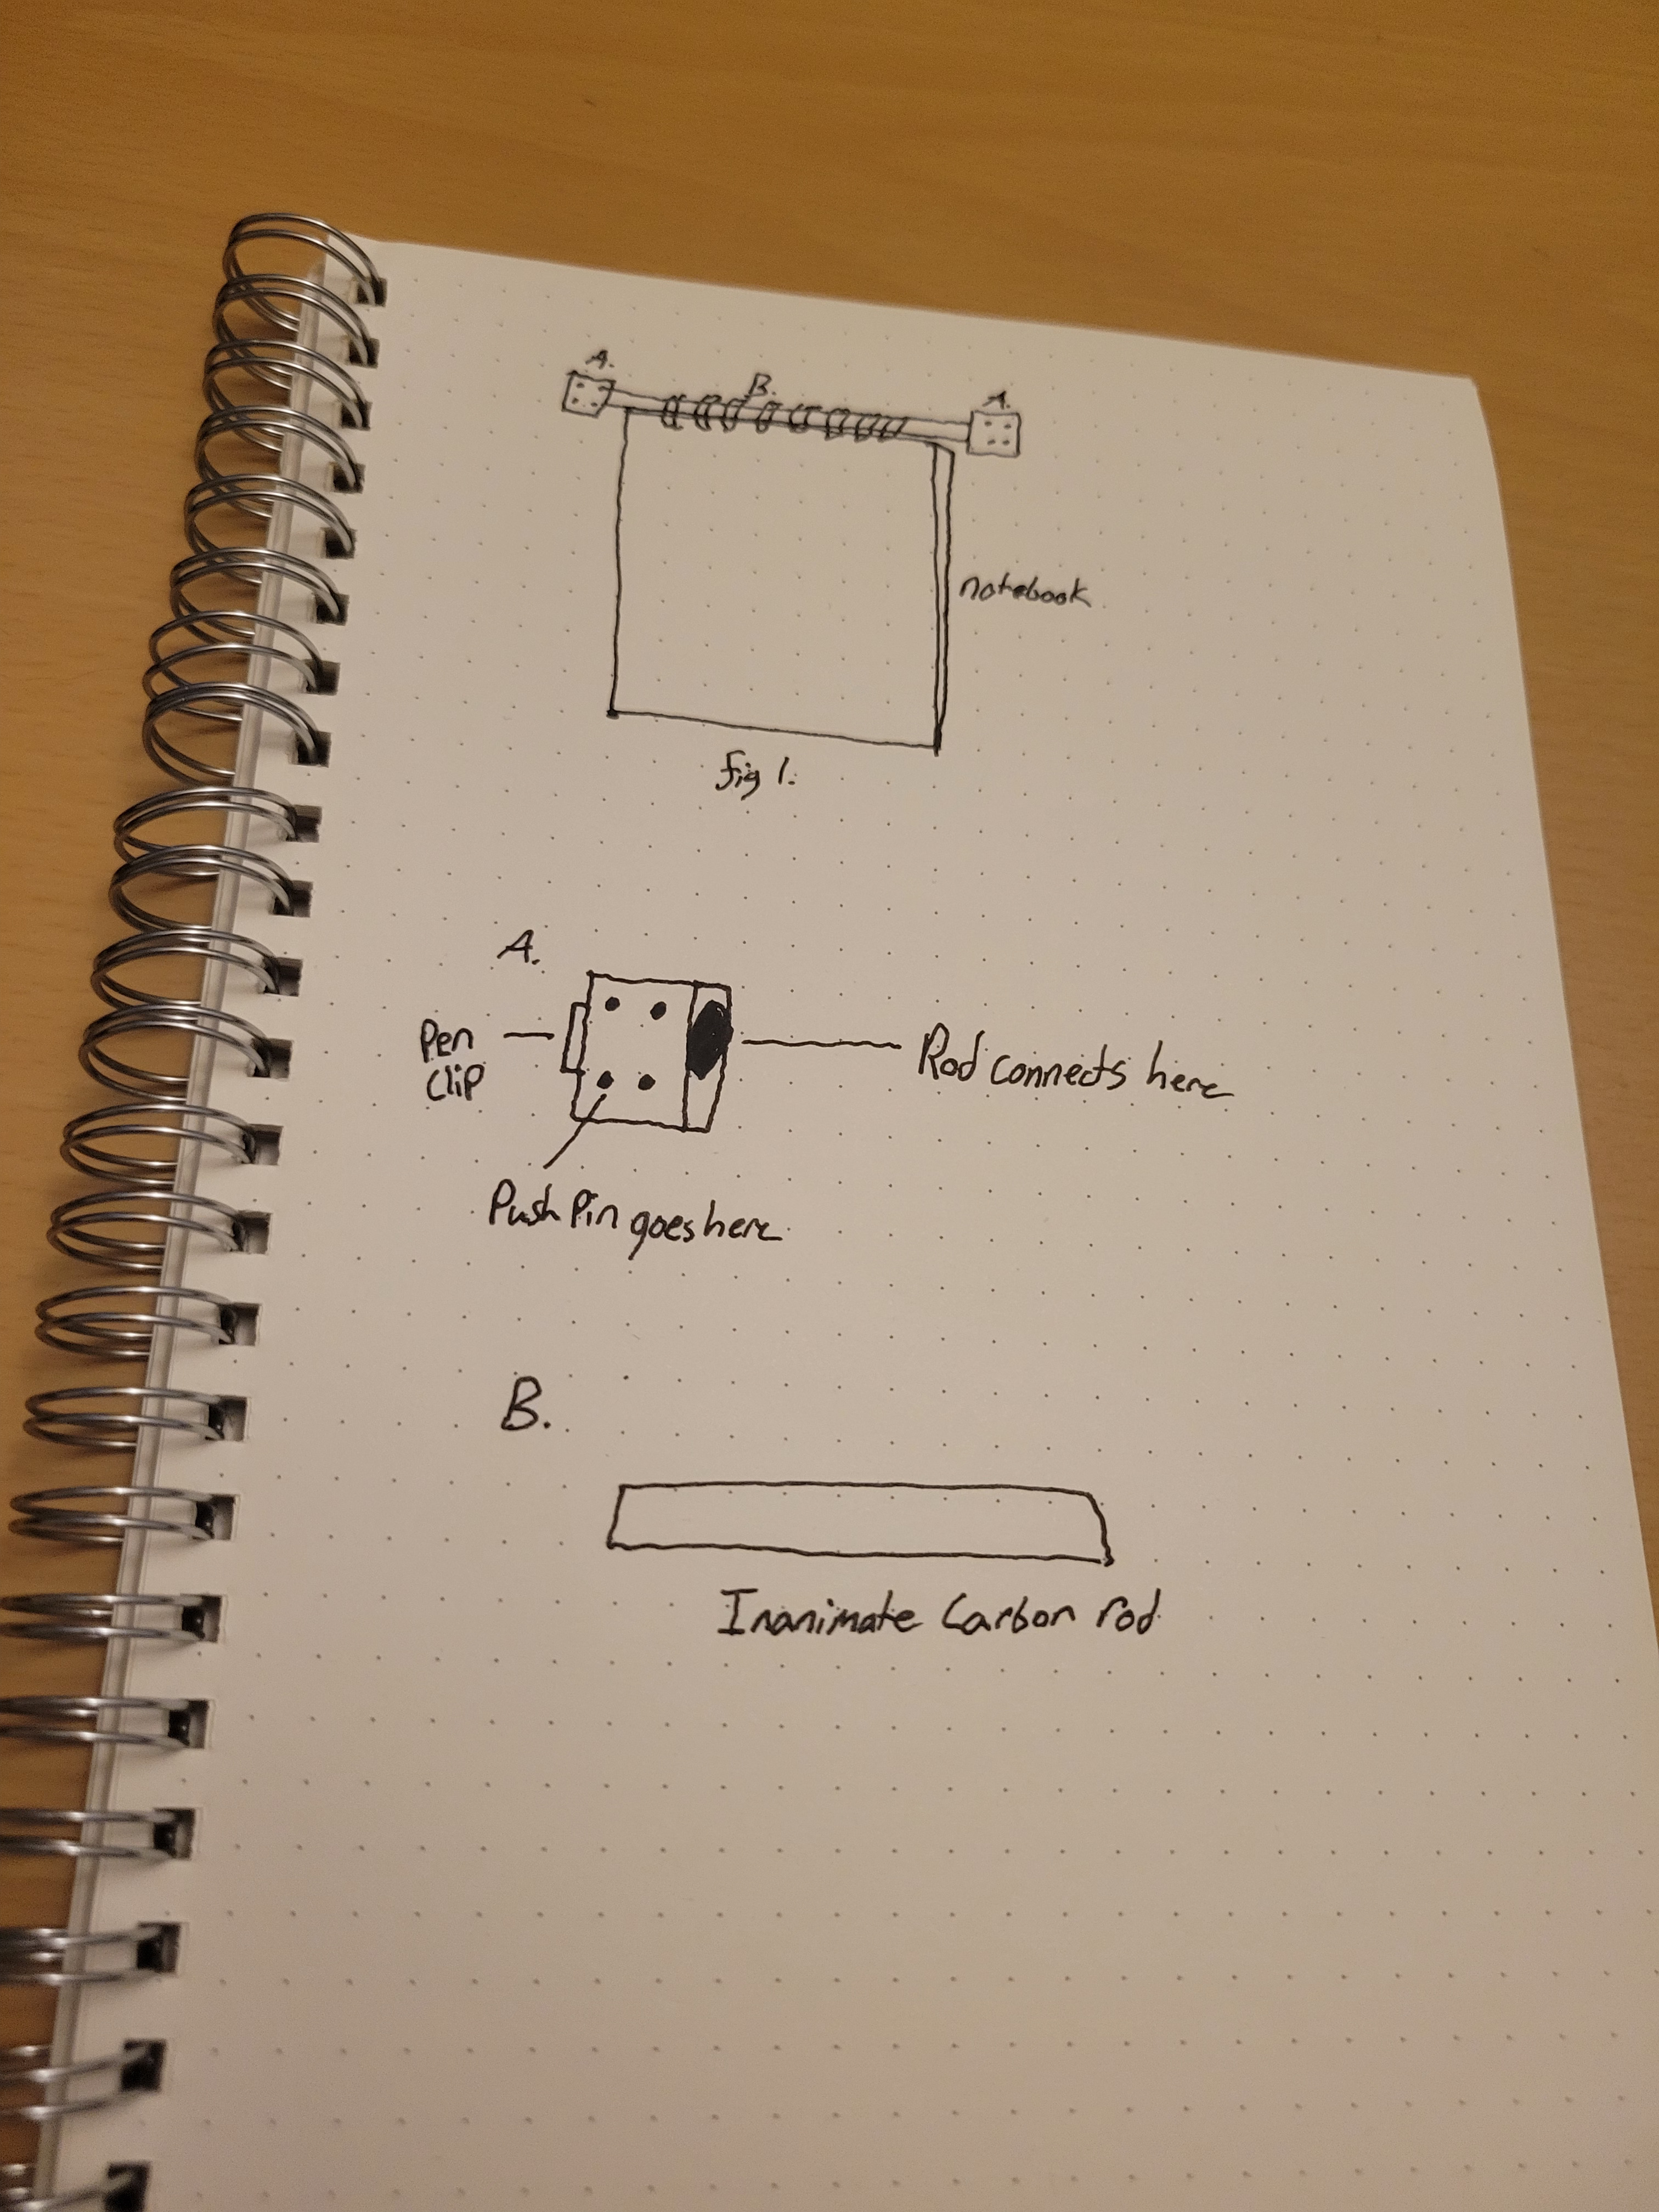 A.
B.
A.
notebook
fig 1.
A.
Pen
Clip
Rod connects here
Push Pin goes here
B.
Inanimate Carbon rod